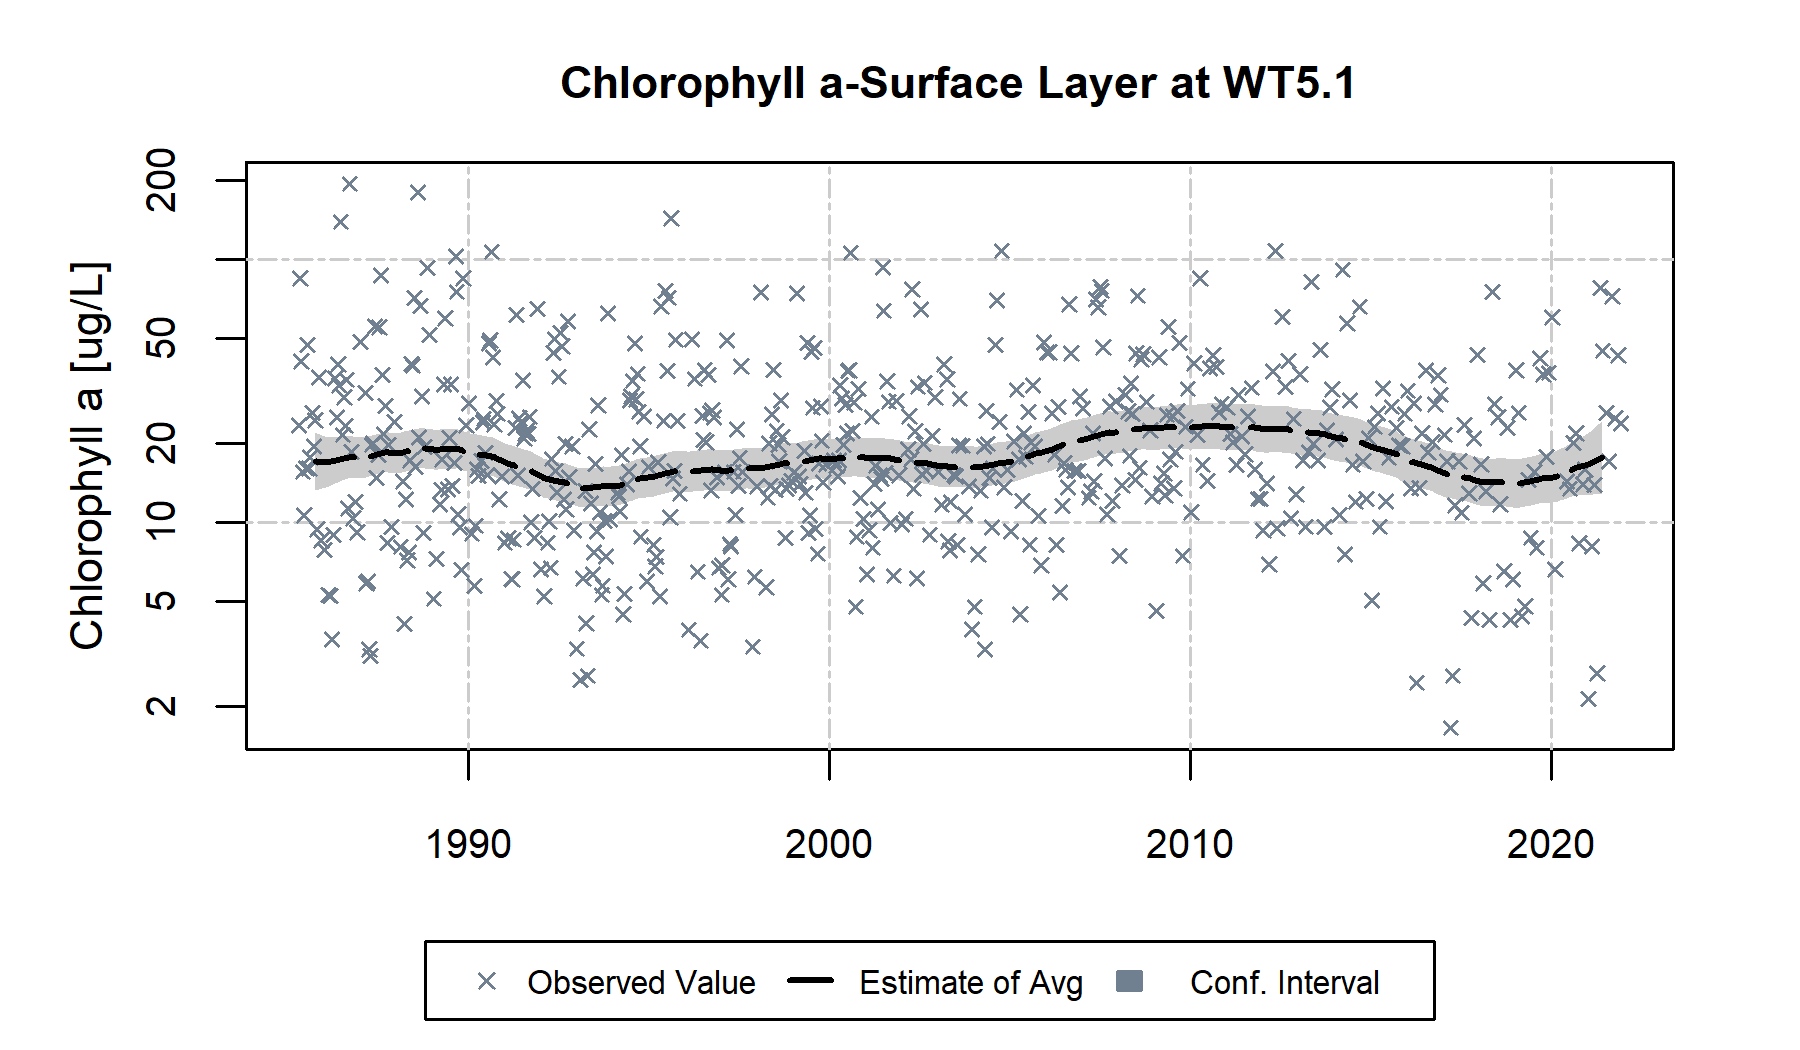 Chlorophyll a-Surface Layer at WT5.1
Chlorophyll a [ug/L]
200
50
20
10
5
2
1990 2000 2010 2020
Observed Value Estimate of Avg Conf. Interval